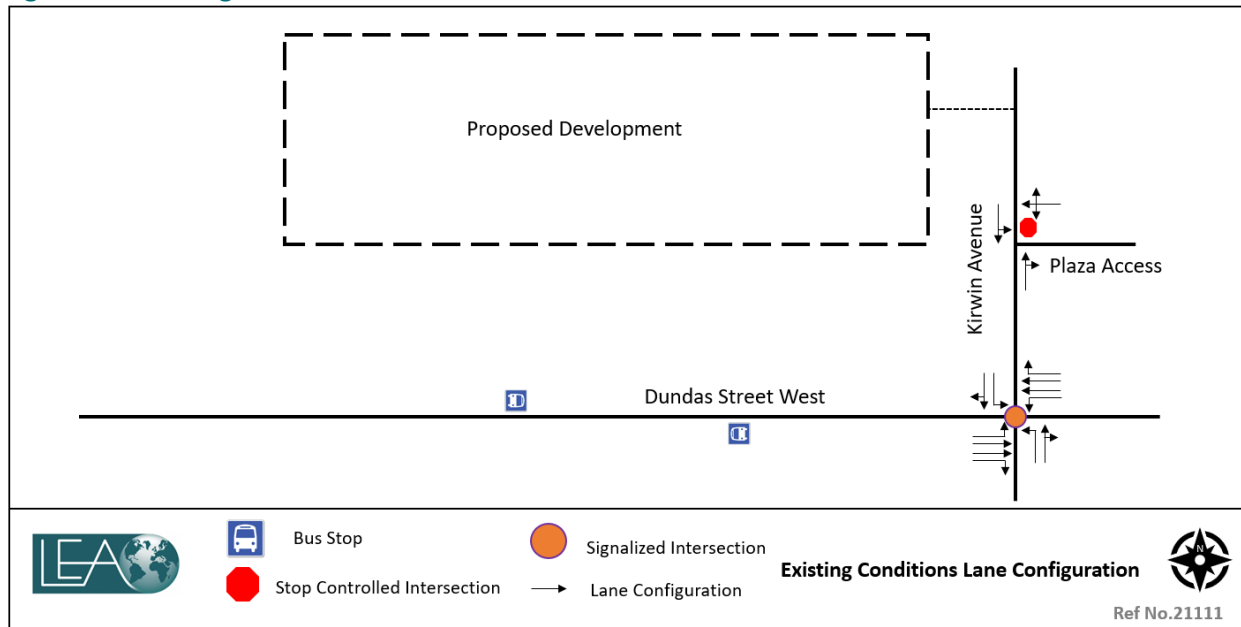 Proposed Development
Kirwin Avenue
Plaza Access
Dundas Street West
LEA
Bus Stop
Signalized Intersection
Stop Controlled Intersection
Lane Configuration
Existing Conditions Lane Configuration
N
Ref No.21111